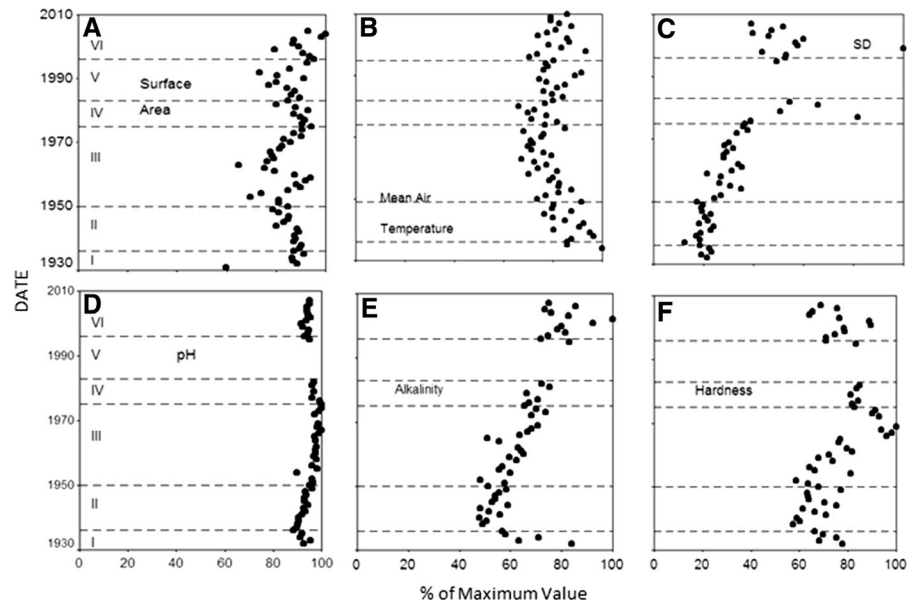 2010 A B C
VI SD
1990 V Surface
IV Area
1970
III
1950 Mean Air
II Temperature
1930 I
DATE
2010 D E F
VI
1990 V pH
IV Alkalinity Hardness
1970
III
1950
II
1930 I
0 20 40 60 80 100 0 20 40 60 80 100 0 20 40 60 80 100
% of Maximum Value